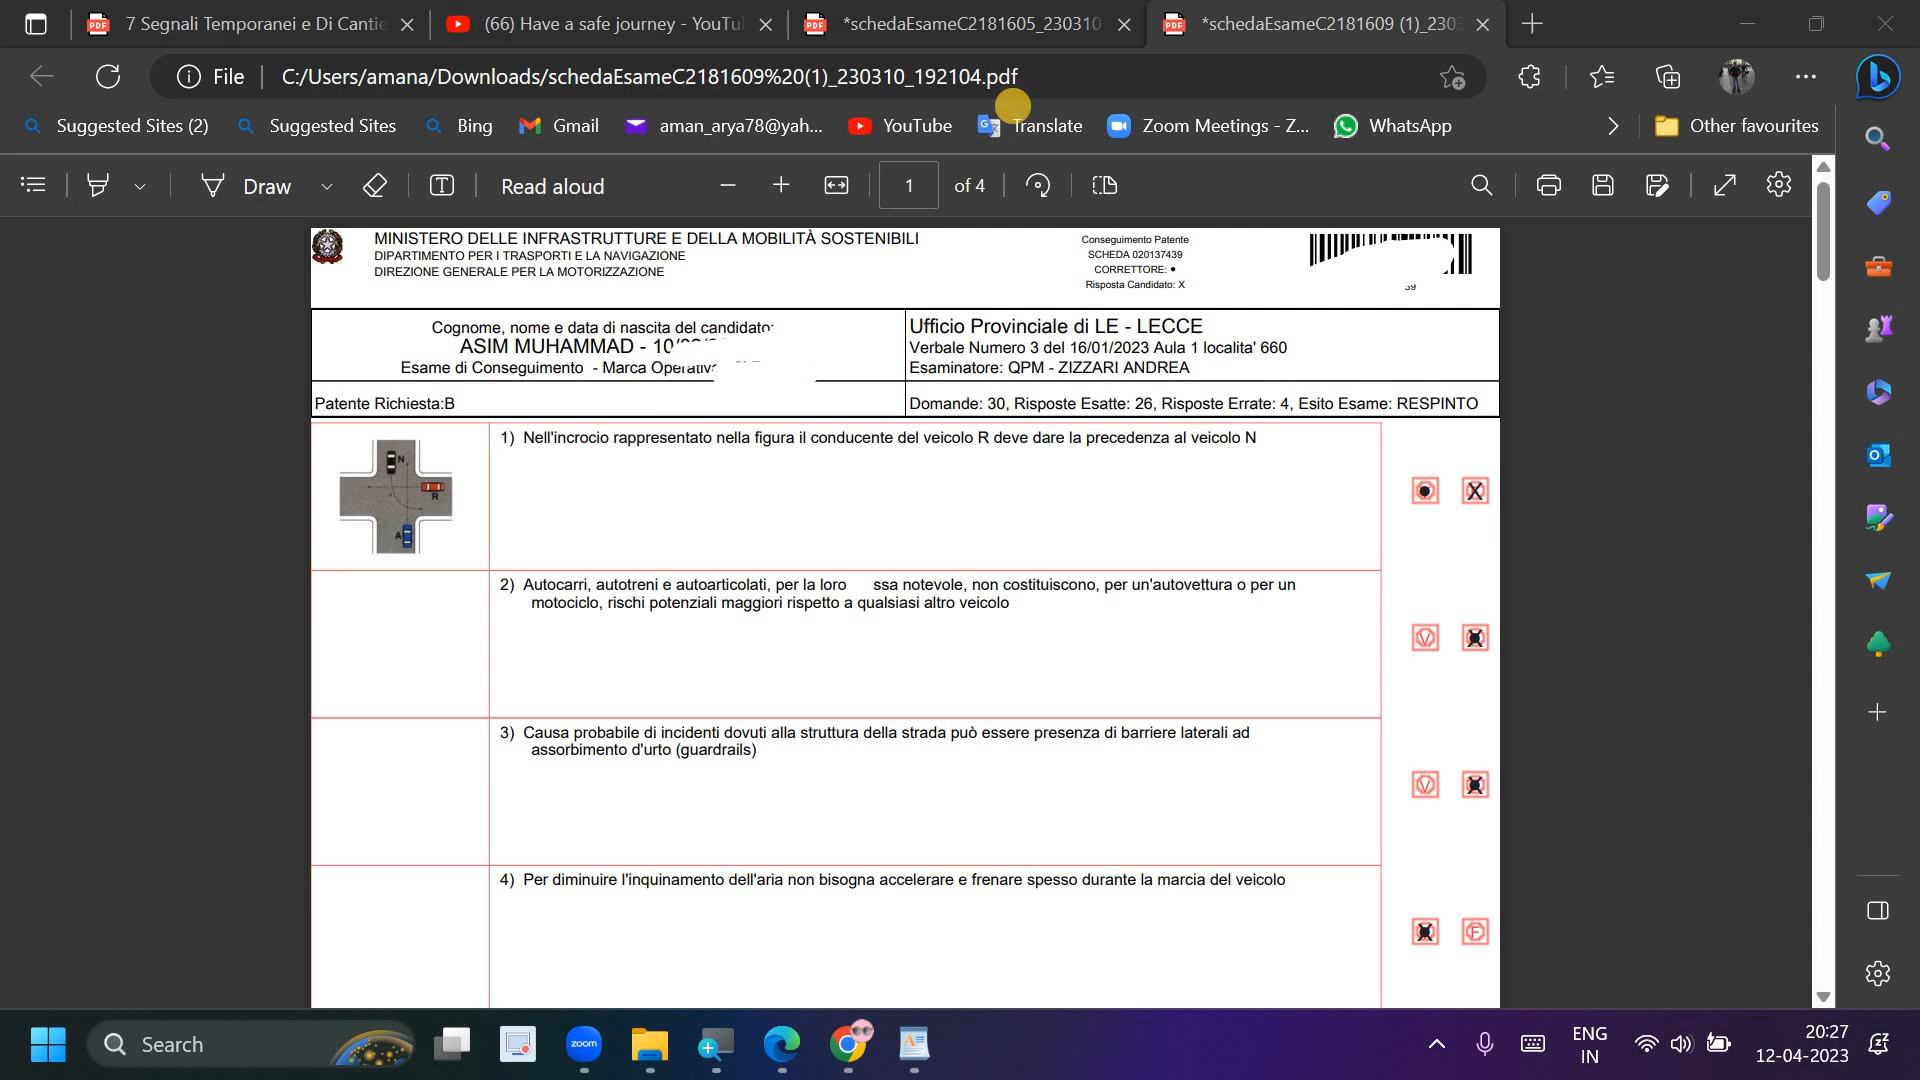 7 Segnali Temporanei e Di Cantie
(66) Have a safe journey - YouTu
*schedaEsameC2181605_230310
*schedaEsameC2181609 (1)_230
File
C:/Users/amana/Downloads/schedaEsameC2181609%20(1)_230310_192104.pdf
Suggested Sites (2)
Suggested Sites
Bing
Gmail
aman_arya78@yah...
YouTube
Translate
Zoom Meetings - Z...
WhatsApp
Other favourites
Draw
Read aloud
1
of 4
MINISTERO DELLE INFRASTRUTTURE E DELLA MOBILITÀ SOSTENIBILI
DIPARTIMENTO PER I TRASPORTI E LA NAVIGAZIONE
DIREZIONE GENERALE PER LA MOTORIZZAZIONE
Conseguimento Patente
SCHEDA 020137439
CORRETTORE: ●
Risposta Candidato: X
39
Cognome, nome e data di nascita del candidato:
ASIM MUHAMMAD - 10/
Esame di Conseguimento - Marca Operativa
Ufficio Provinciale di LE - LECCE
Verbale Numero 3 del 16/01/2023 Aula 1 localita' 660
Esaminatore: QPM - ZIZZARI ANDREA
Patente Richiesta:B
Domande: 30, Risposte Esatte: 26, Risposte Errate: 4, Esito Esame: RESPINTO
1) Nell'incrocio rappresentato nella figura il conducente del veicolo R deve dare la precedenza al veicolo N
N
R
A
X
2) Autocarri, autotreni e autoarticolati, per la loro ssa notevole, non costituiscono, per un'autovettura o per un
motociclo, rischi potenziali maggiori rispetto a qualsiasi altro veicolo
V X
3) Causa probabile di incidenti dovuti alla struttura della strada può essere presenza di barriere laterali ad
assorbimento d'urto (guardrails)
V X
4) Per diminuire l'inquinamento dell'aria non bisogna accelerare e frenare spesso durante la marcia del veicolo
X F
Search
zoom
ENG
IN
20:27
12-04-2023